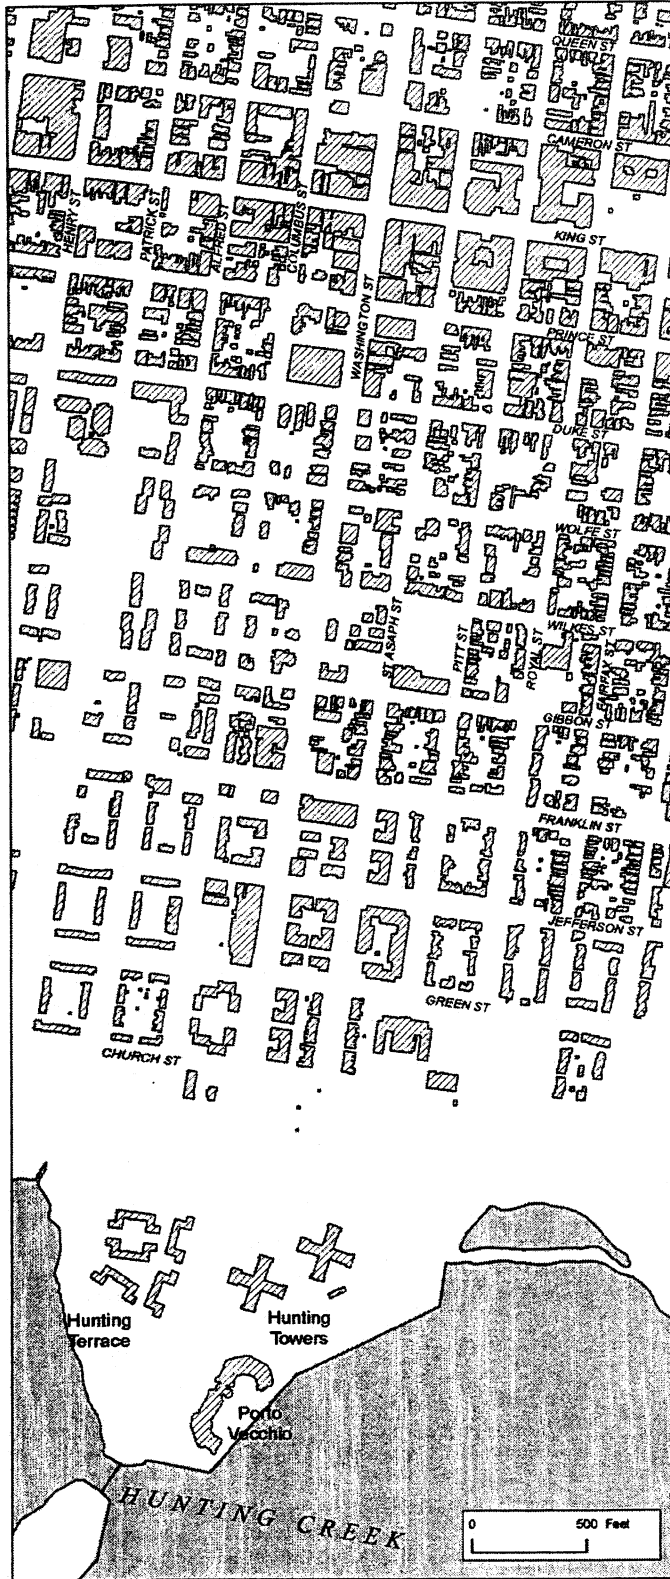 QUEEN ST
CAMERON ST
KING ST
HENRY ST
PATRICK ST
ALFRED ST
COLUMBUS ST
WASHINGTON ST
PRINCE ST
DUKE ST
WOLFE ST
WILKES ST
ST ASAPH ST
PITT ST
ROYAL ST
FAIRFAX ST
GIBBON ST
FRANKLIN ST
JEFFERSON ST
GREEN ST
CHURCH ST
Hunting
Terrace
Hunting
Towers
Porto
Vecchio
HUNTING CREEK
0 500 Feet